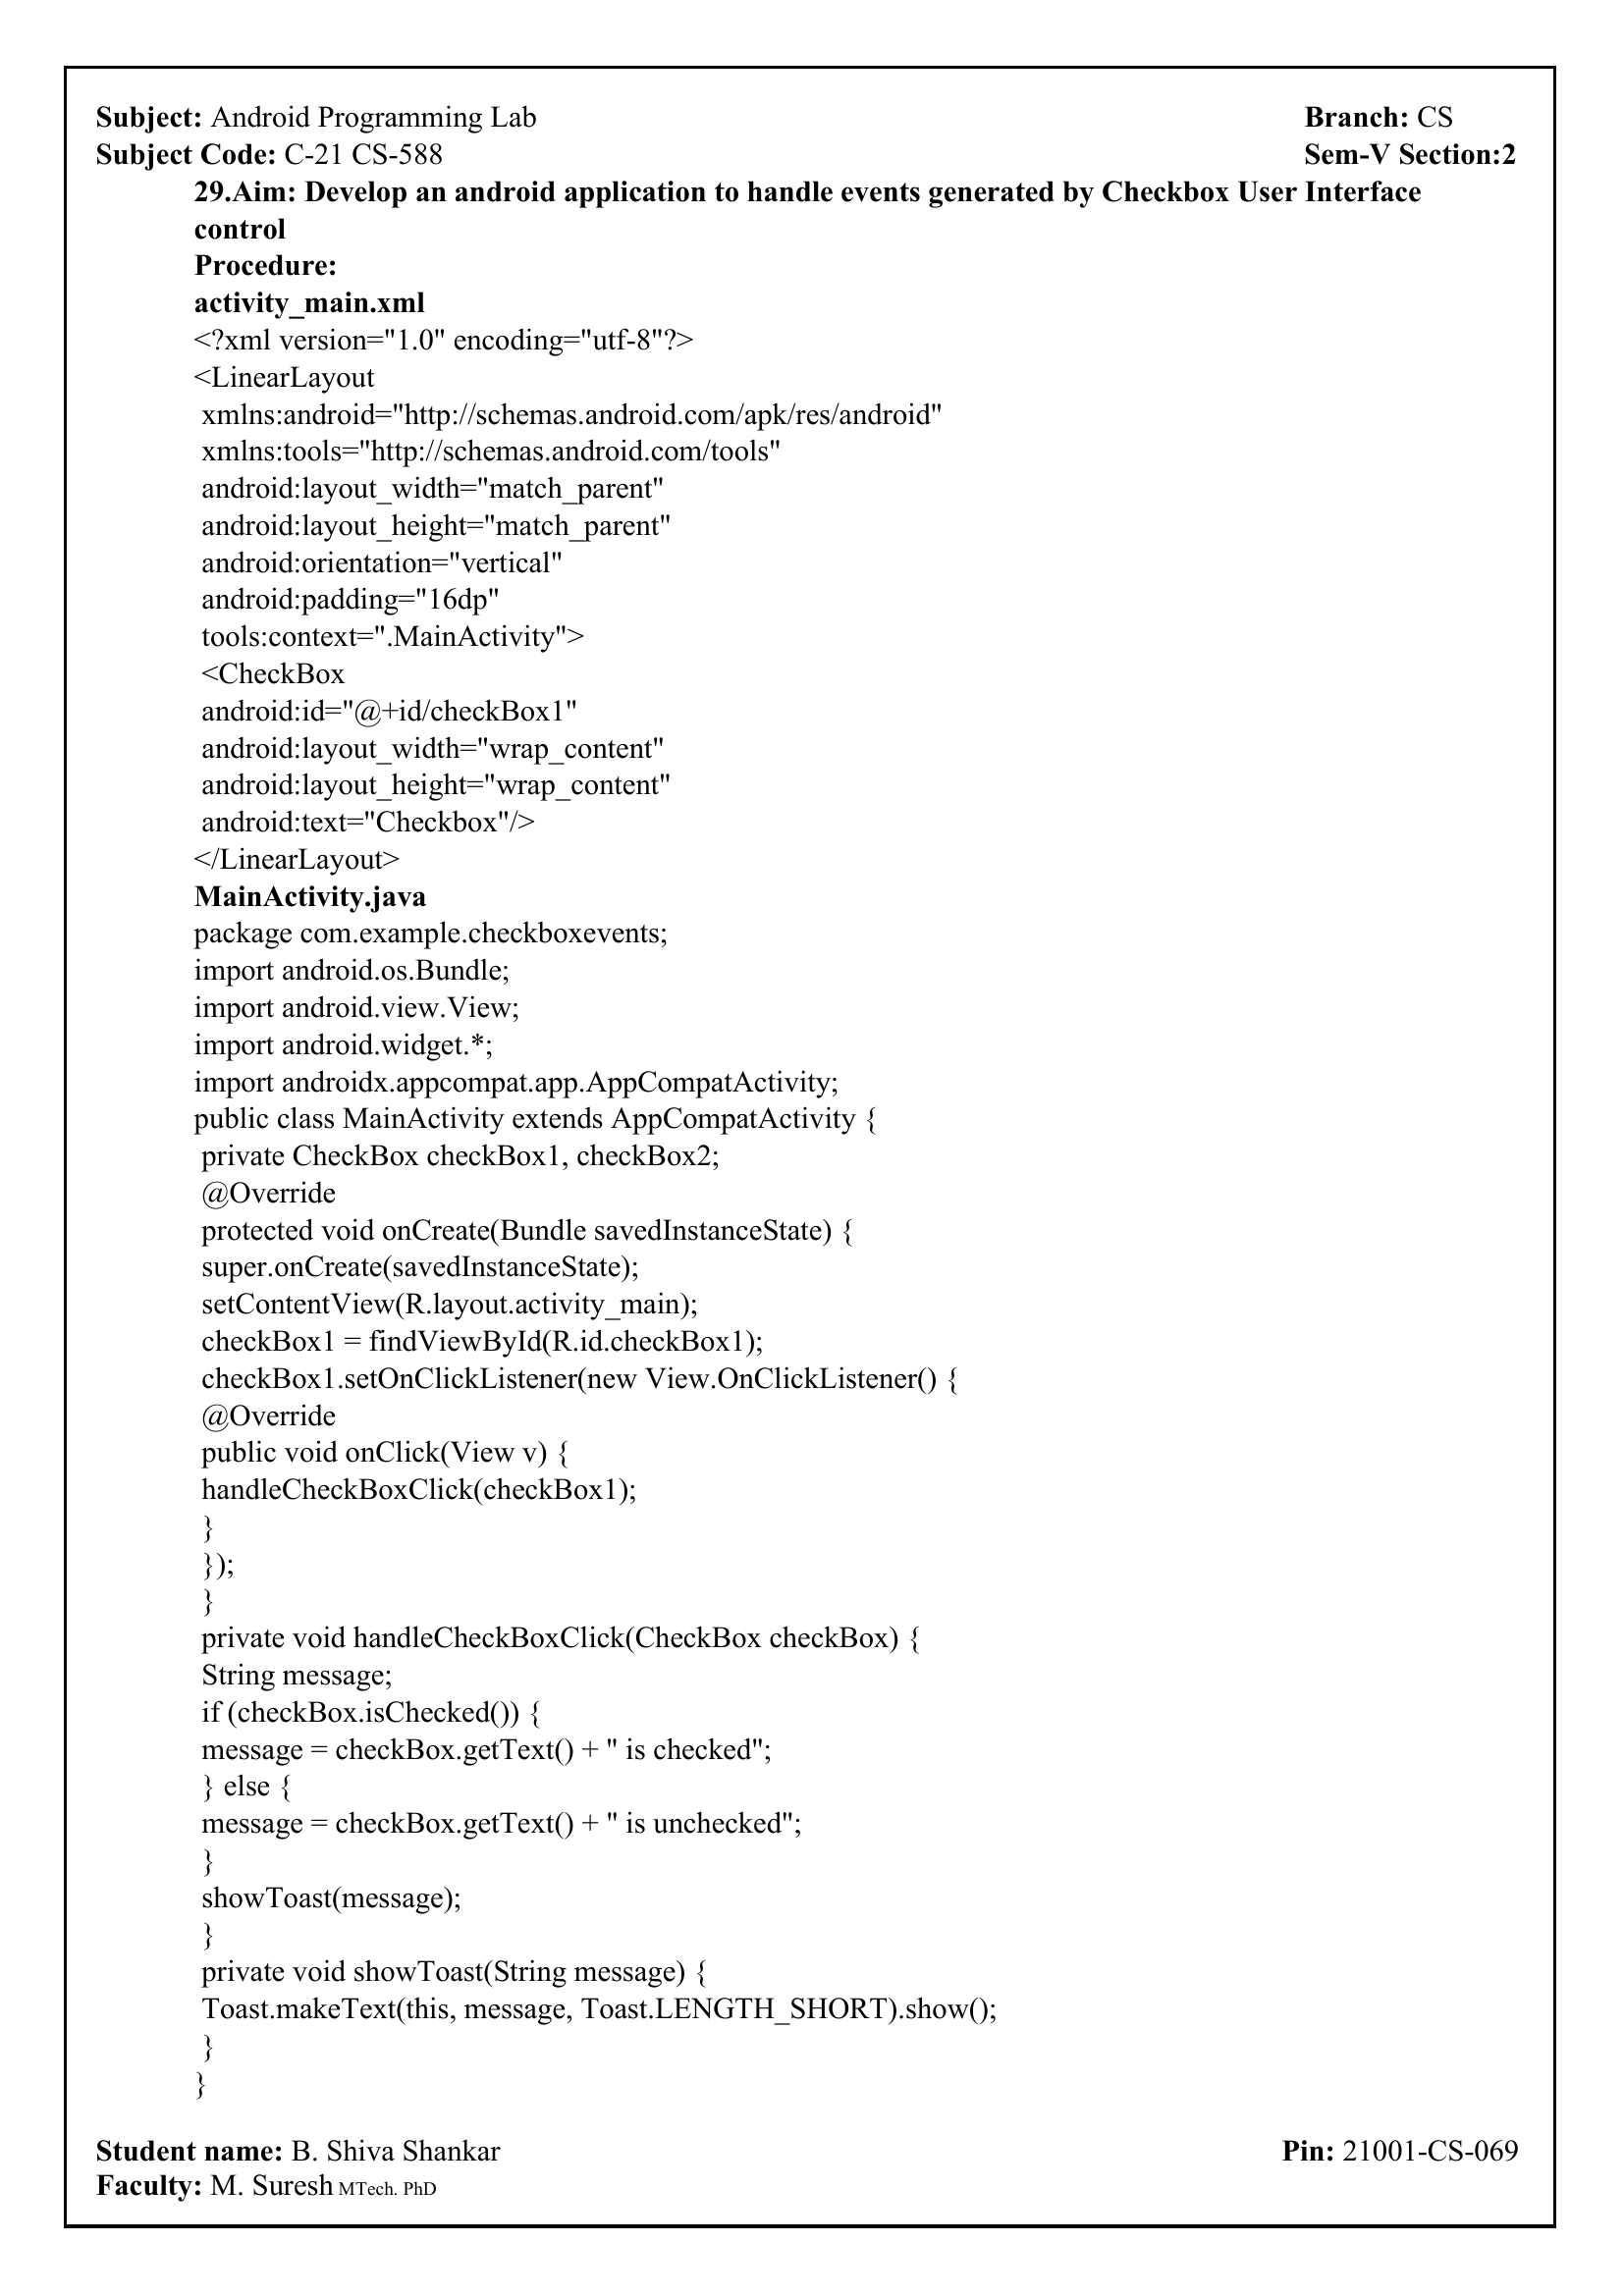 Subject: Android Programming Lab Branch: CS
Subject Code: C-21 CS-588 Sem-V Section:2
29.Aim: Develop an android application to handle events generated by Checkbox User Interface
control
Procedure:
activity_main.xml
<?xml version="1.0" encoding="utf-8"?>
<LinearLayout
xmlns:android="http://schemas.android.com/apk/res/android"
xmlns:tools="http://schemas.android.com/tools"
android:layout_width="match_parent"
android:layout_height="match_parent"
android:orientation="vertical"
android:padding="16dp"
tools:context=".MainActivity">
<CheckBox
android:id="@+id/checkBox1"
android:layout_width="wrap_content"
android:layout_height="wrap_content"
android:text="Checkbox"/>
</LinearLayout>
MainActivity.java
package com.example.checkboxevents;
import android.os.Bundle;
import android.view.View;
import android.widget.*;
import androidx.appcompat.app.AppCompatActivity;
public class MainActivity extends AppCompatActivity {
private CheckBox checkBox1, checkBox2;
@Override
protected void onCreate(Bundle savedInstanceState) {
super.onCreate(savedInstanceState);
setContentView(R.layout.activity_main);
checkBox1 = findViewById(R.id.checkBox1);
checkBox1.setOnClickListener(new View.OnClickListener() {
@Override
public void onClick(View v) {
handleCheckBoxClick(checkBox1);
}
});
}
private void handleCheckBoxClick(CheckBox checkBox) {
String message;
if (checkBox.isChecked()) {
message = checkBox.getText() + " is checked";
} else {
message = checkBox.getText() + " is unchecked";
}
showToast(message);
}
private void showToast(String message) {
Toast.makeText(this, message, Toast.LENGTH_SHORT).show();
}
}
Student name: B. Shiva Shankar Pin: 21001-CS-069
Faculty: M. Suresh MTech. PhD